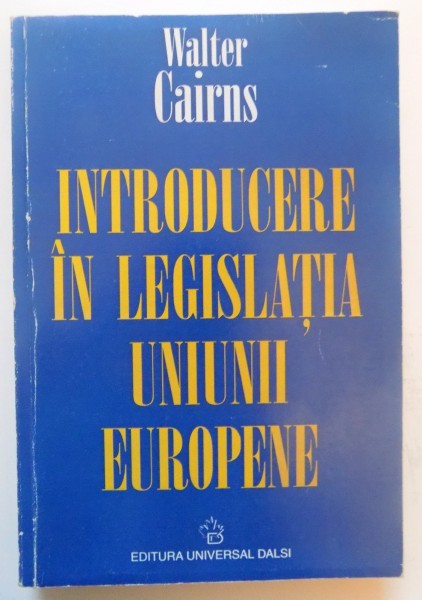 Walter
Cairns
INTRODUCERE
ÎN LEGISLAȚIA
UNIUNII
EUROPENE
EDITURA UNIVERSAL DALSI